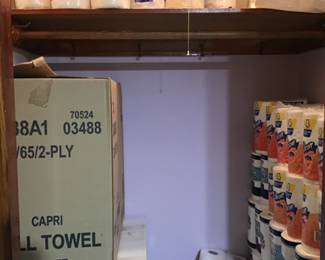 70524
38A1 03488
/65/2-PLY
CAPRI
LL TOWEL